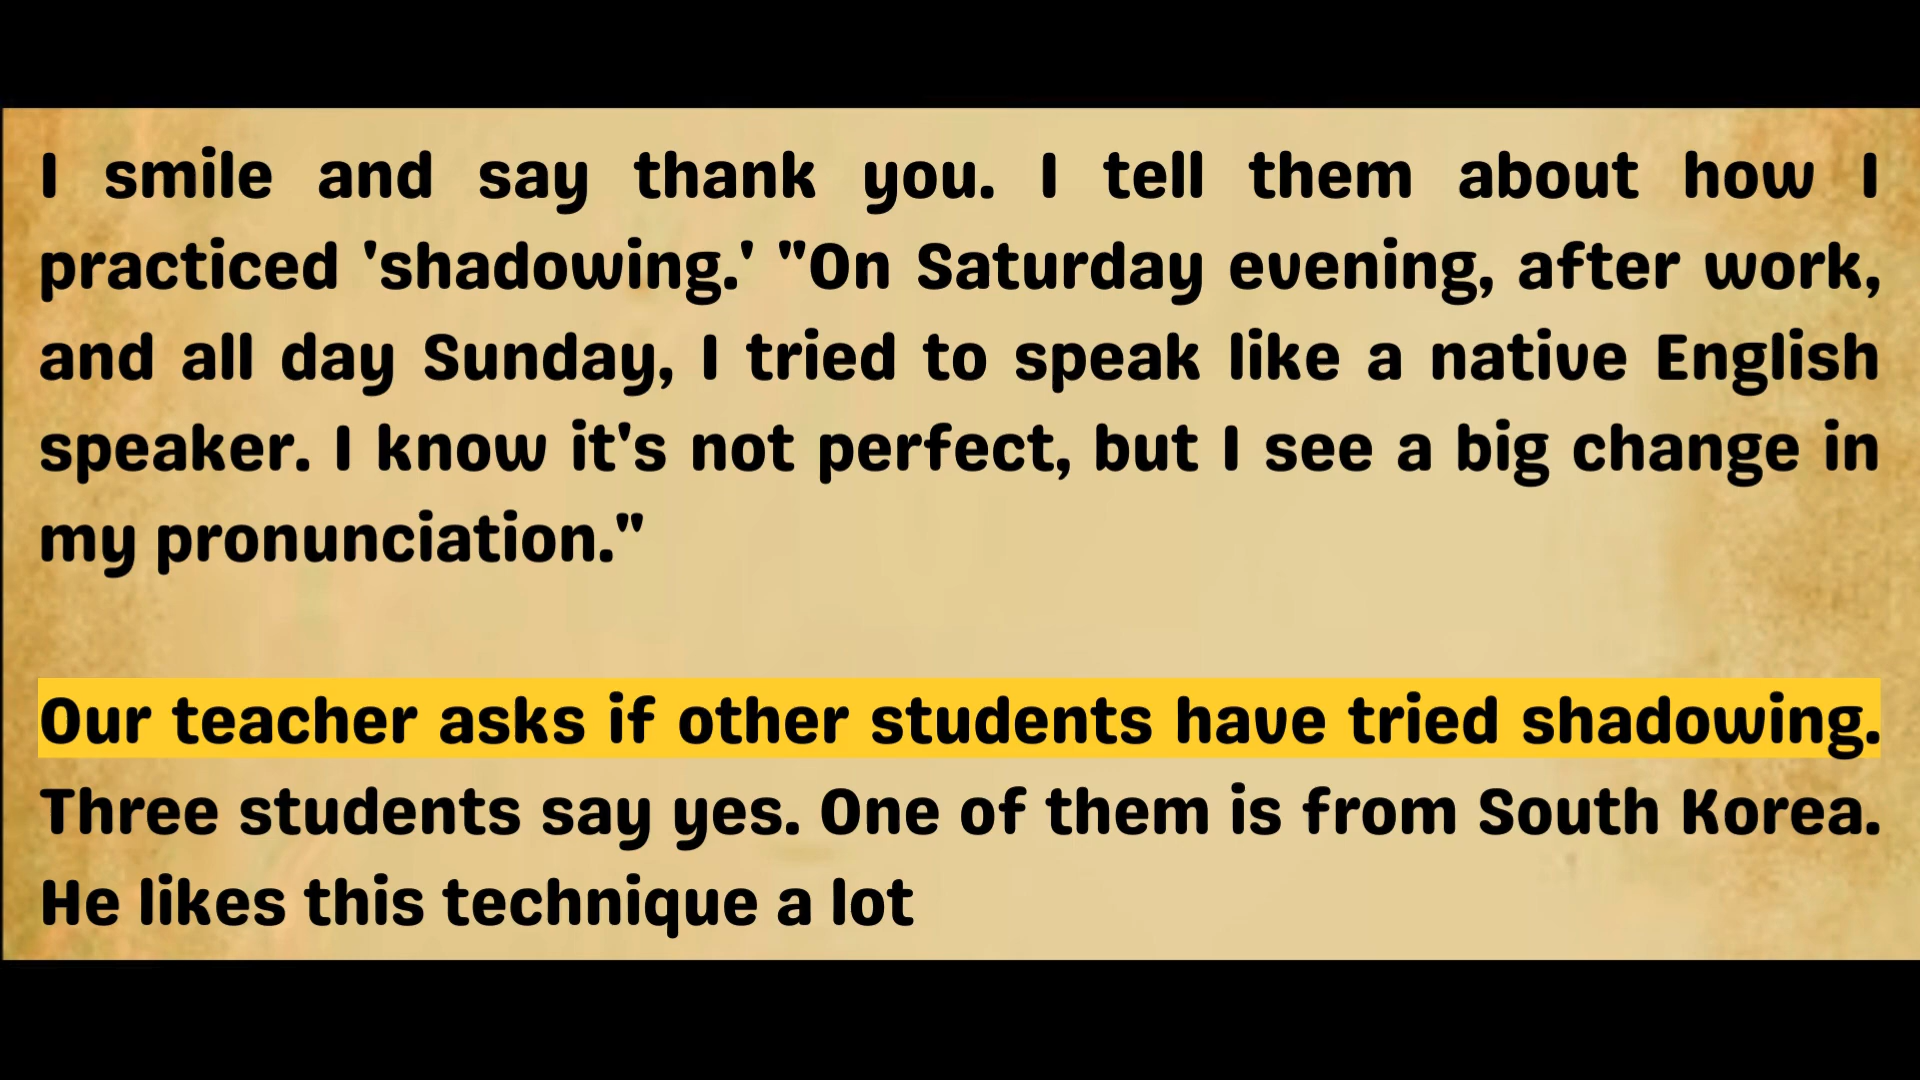 I smile and say thank you. I tell them about how I
practiced 'shadowing.' "On Saturday evening, after work,
and all day Sunday, I tried to speak like a native English
speaker. I know it's not perfect, but I see a big change in
my pronunciation."
Our teacher asks if other students have tried shadowing.
Three students say yes. One of them is from South Korea.
He likes this technique a lot